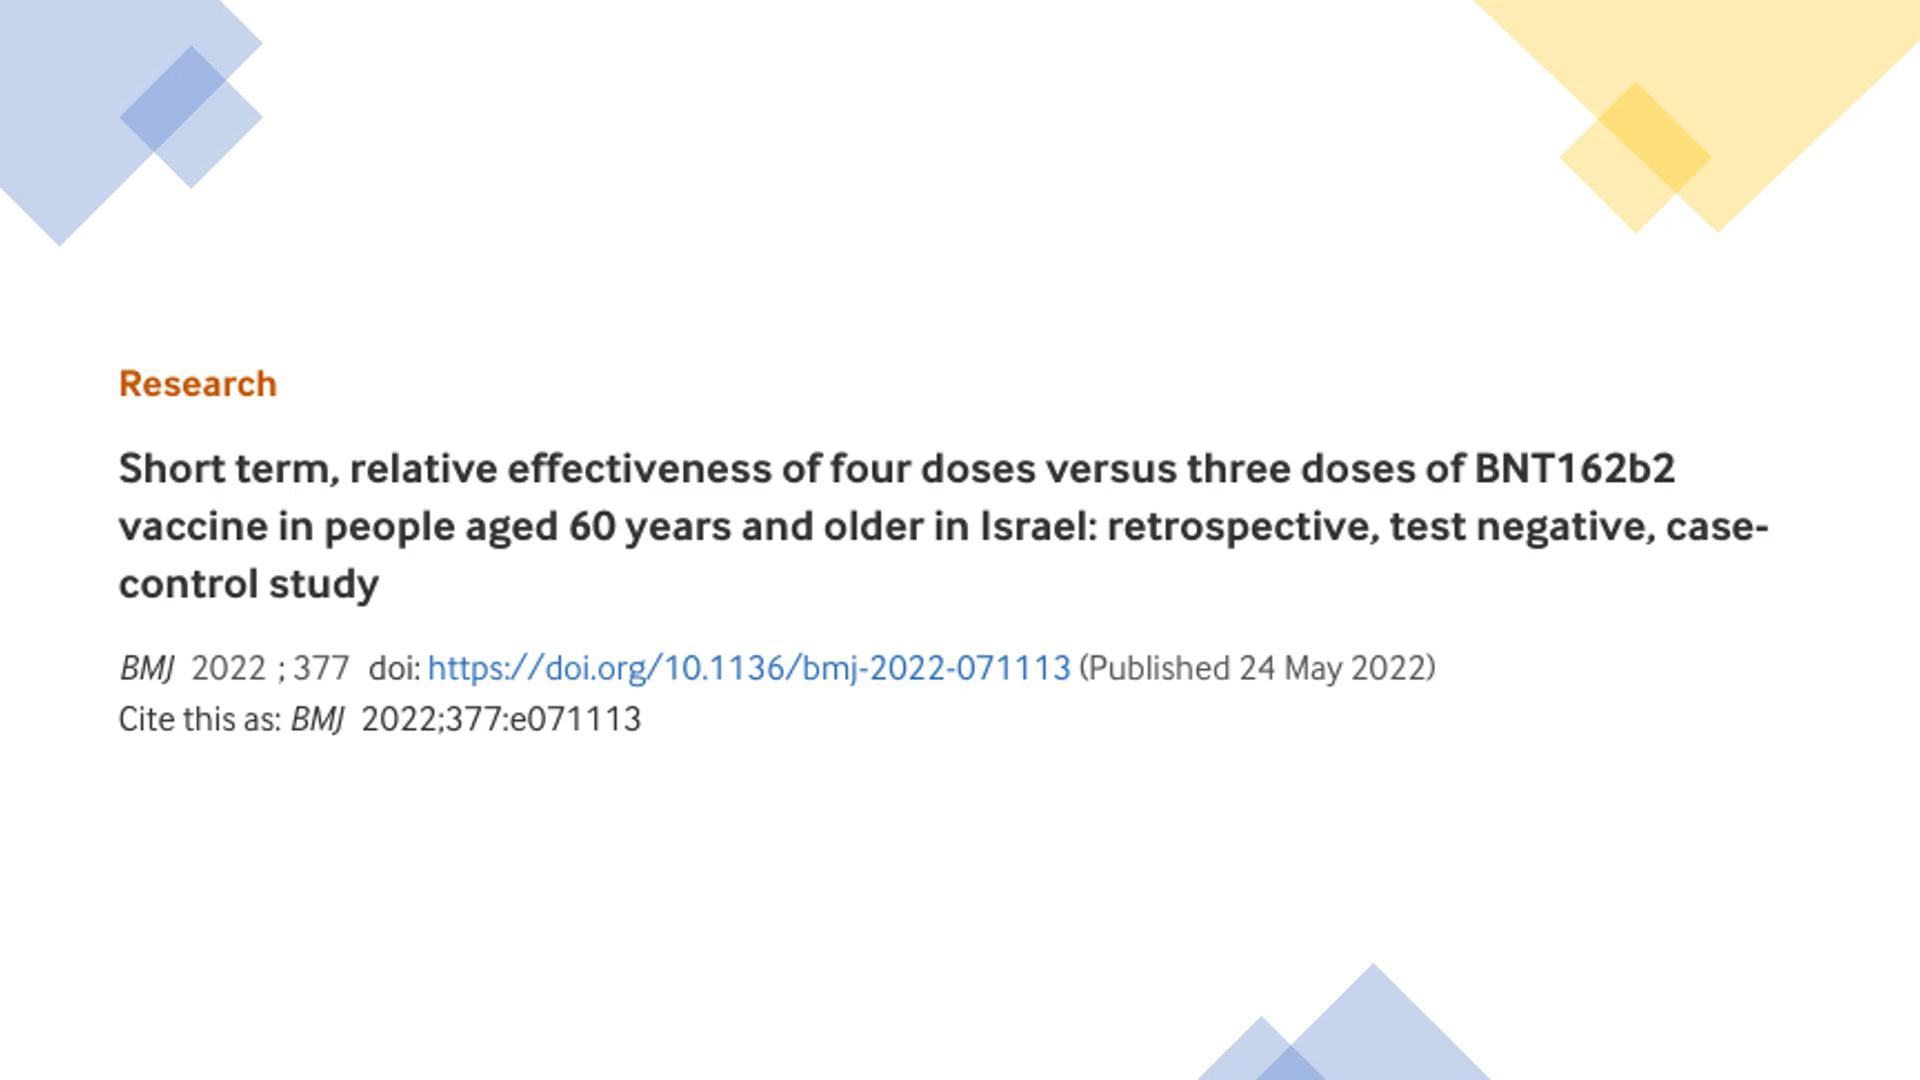 Research
Short term, relative effectiveness of four doses versus three doses of BNT162b2
vaccine in people aged 60 years and older in Israel: retrospective, test negative, case-
control study
BMJ 2022 ; 377 doi: https://doi.org/10.1136/bmj-2022-071113 (Published 24 May 2022)
Cite this as: BMJ 2022;377:e071113